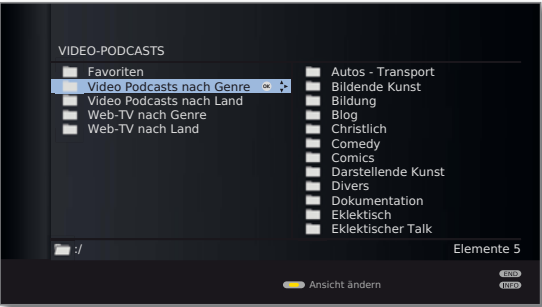 VIDEO-PODCASTS
Favoriten
Video Podcasts nach Genre OK
Video Podcasts nach Land
Web-TV nach Genre
Web-TV nach Land
Autos - Transport
Bildende Kunst
Bildung
Blog
Christlich
Comedy
Comics
Darstellende Kunst
Divers
Dokumentation
Eklektisch
Eklektischer Talk
:/
Elemente 5
END
Ansicht ändern
INFO